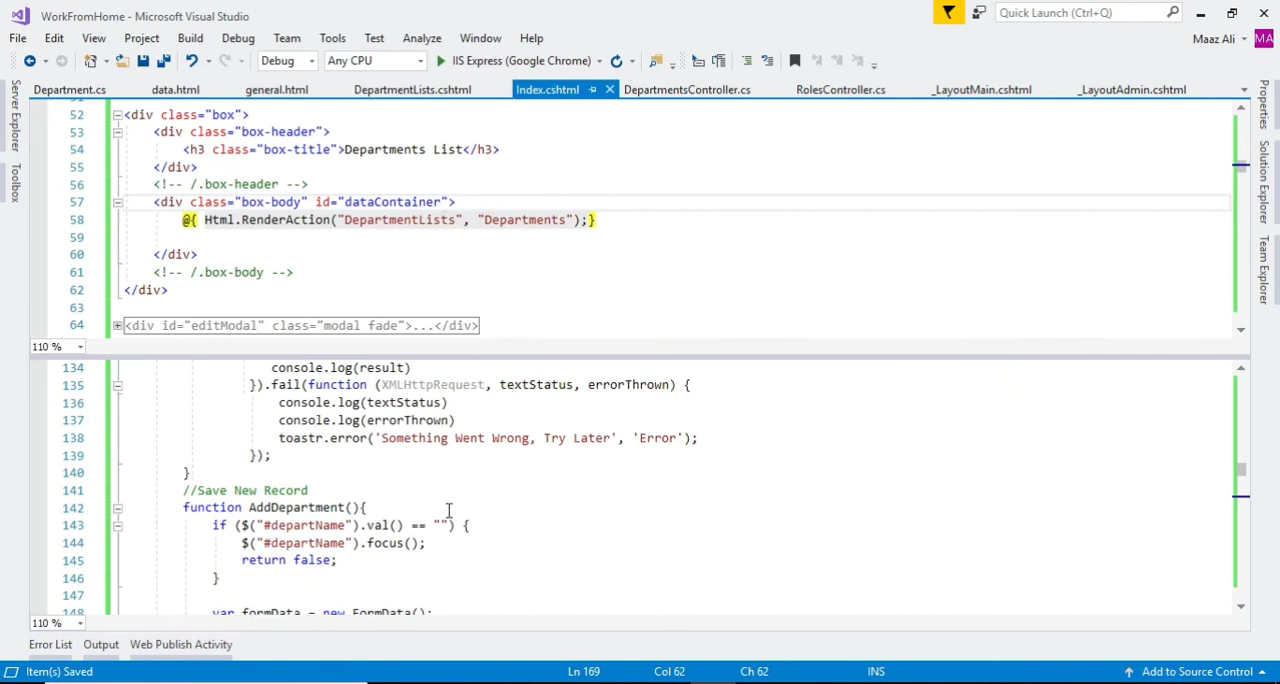 WorkFromHome - Microsoft Visual Studio
Quick Launch (Ctrl+Q)
File Edit View Project Build Debug Team Tools Test Analyze Window Help
Maaz Ali MA
Debug Any CPU IIS Express (Google Chrome)
Department.cs data.html general.html DepartmentLists.cshtml Index.cshtml DepartmentsController.cs RolesController.cs _LayoutMain.cshtml _LayoutAdmin.cshtml
Server Explorer
Toolbox
Properties
Solution Explorer
Team Explorer
52 <div class="box">
53 <div class="box-header">
54 <h3 class="box-title">Departments List</h3>
55 </div>
56 <!-- /.box-header -->
57 <div class="box-body" id="dataContainer">
58 @{ Html.RenderAction("DepartmentLists", "Departments");}
59
60 </div>
61 <!-- /.box-body -->
62 </div>
63
64 <div id="editModal" class="modal fade">...</div>
110 %
134 console.log(result)
135 }).fail(function (XMLHttpRequest, textStatus, errorThrown) {
136 console.log(textStatus)
137 console.log(errorThrown)
138 toastr.error('Something Went Wrong, Try Later', 'Error');
139 });
140 }
141 //Save New Record
142 function AddDepartment(){
143 if ($("#departName").val() == "") {
144 $("#departName").focus();
145 return false;
146 }
147
148 var formData = new FormData();
110 %
Error List Output Web Publish Activity
Item(s) Saved Ln 169 Col 62 Ch 62 INS Add to Source Control